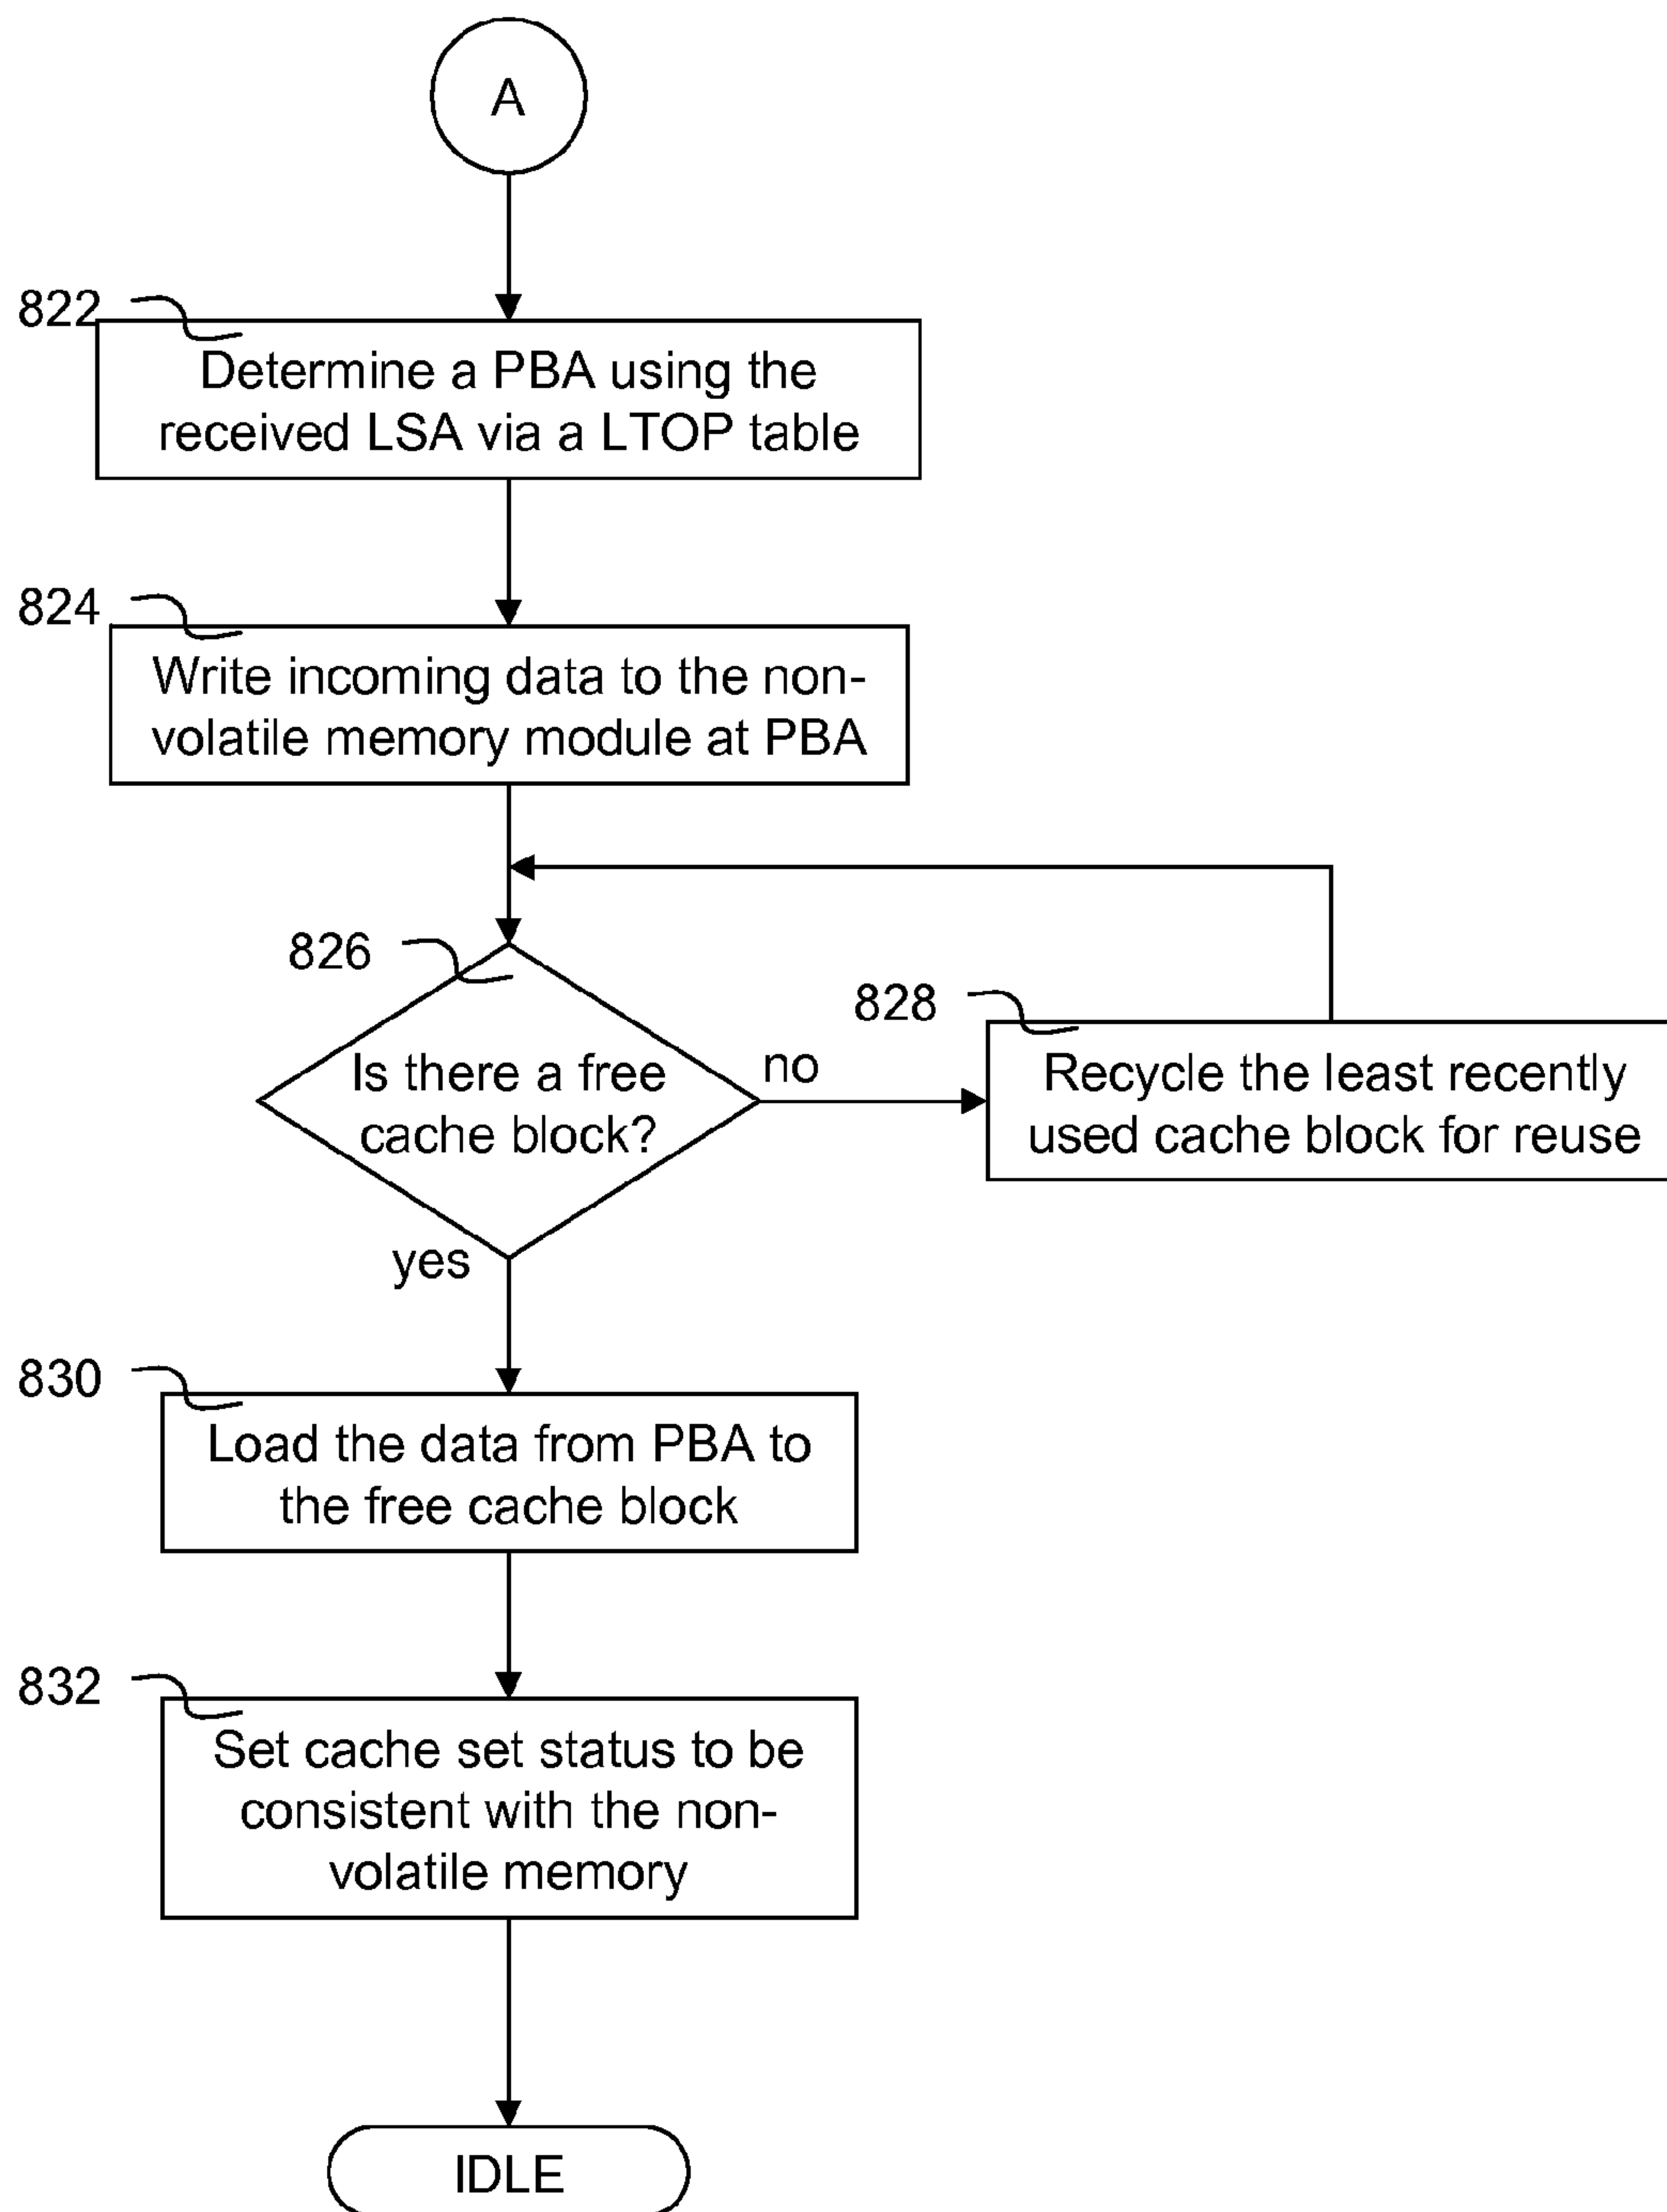 A
822
Determine a PBA using the
received LSA via a LTOP table
824
Write incoming data to the non-
volatile memory module at PBA
826
Is there a free
cache block?
no
828
Recycle the least recently
used cache block for reuse
yes
830
Load the data from PBA to
the free cache block
832
Set cache set status to be
consistent with the non-
volatile memory
IDLE